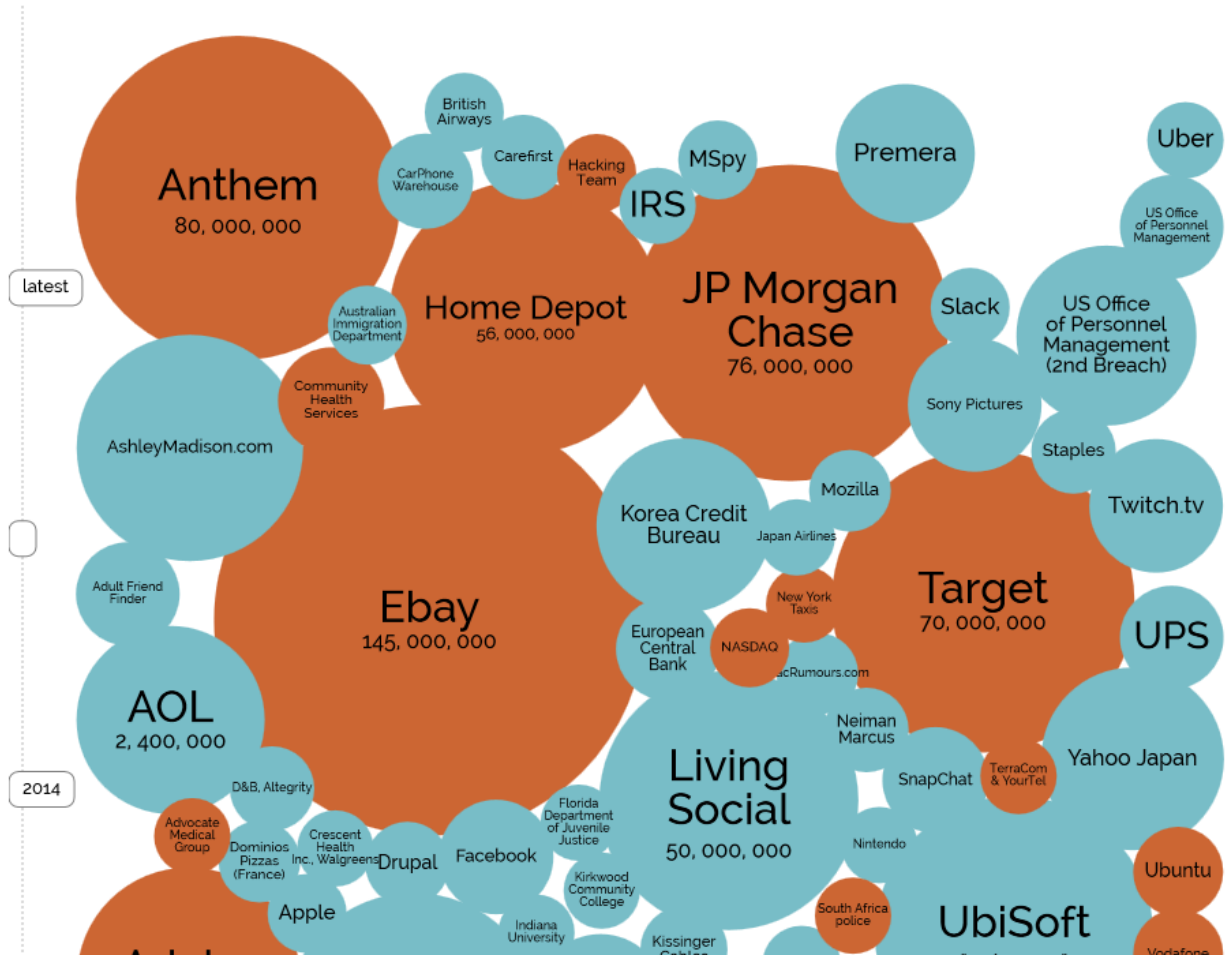 British
Airways
Uber
Carefirst
MSpy
Premera
Hacking
Team
Anthem
80, 000, 000
CarPhone
Warehouse
IRS
US Office
of Personnel
Management
latest
Australian
Immigration
Department
Home Depot
56, 000, 000
JP Morgan
Chase
76, 000, 000
Slack
US Office
of Personnel
Management
(2nd Breach)
Community
Health
Services
Sony Pictures
AshleyMadison.com
Staples
Mozilla
Twitch.tv
Korea Credit
Bureau
Japan Airlines
Adult Friend
Finder
Ebay
145, 000, 000
New York
Taxis
Target
70, 000, 000
European
Central
Bank
NASDAQ
UPS
acRumours.com
AOL
2, 400, 000
Neiman
Marcus
Living
Social
50, 000, 000
Yahoo Japan
SnapChat
TerraCom
& YourTel
2014
D&B, Altegrity
Florida
Department
of Juvenile
Justice
Advocate
Medical
Group
Dominios
Pizzas
(France)
Crescent
Health
Inc., Walgreens
Drupal
Facebook
Nintendo
Kirkwood
Community
College
Ubuntu
Apple
South Africa
police
UbiSoft
Indiana
University
Kissinger
Vodafone